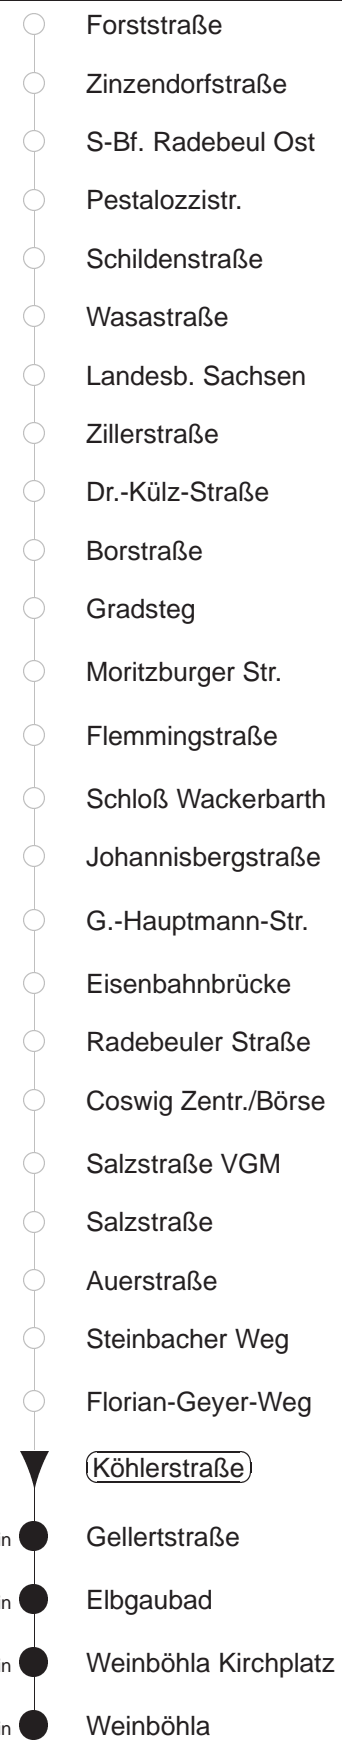 Forststraße
Zinzendorfstraße
S-Bf. Radebeul Ost
Pestalozzistr.
Schildenstraße
Wasastraße
Landesb. Sachsen
Zillerstraße
Dr.-Külz-Straße
Borstraße
Gradsteg
Moritzburger Str.
Flemmingstraße
Schloß Wackerbarth
Johannisbergstraße
G.-Hauptmann-Str.
Eisenbahnbrücke
Radebeuler Straße
Coswig Zentr./Börse
Salzstraße VGM
Salzstraße
Auerstraße
Steinbacher Weg
Florian-Geyer-Weg
Köhlerstraße
Gellertstraße
Elbgaubad
Weinböhla Kirchplatz
Weinböhla